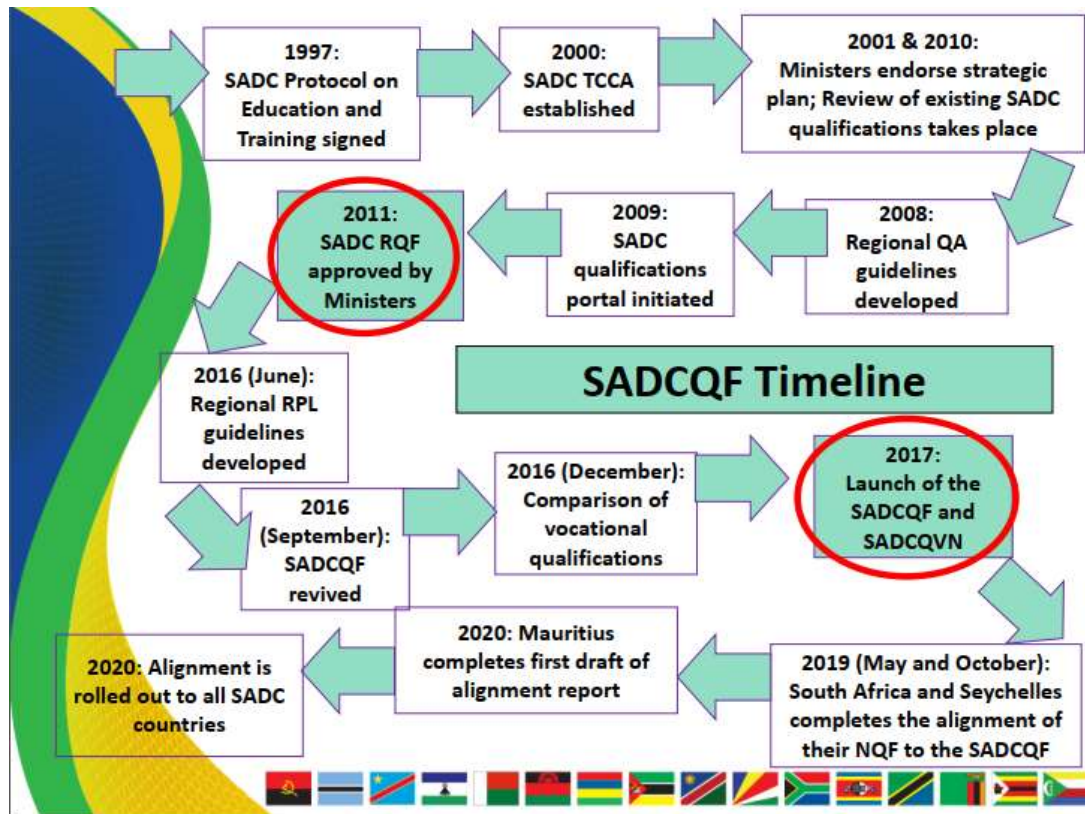 1997:
SADC Protocol on
Education and
Training signed
2000:
SADC TCCA
established
2001 & 2010:
Ministers endorse strategic
plan; Review of existing SADC
qualifications takes place
2008:
Regional QA
guidelines
developed
2009:
SADC
qualifications
portal initiated
2011:
SADC RQF
approved by
Ministers
SADCQF Timeline
2016 (June):
Regional RPL
guidelines
developed
2016
(September):
SADCQF
revived
2016 (December):
Comparison of
vocational
qualifications
2017:
Launch of the
SADCQF and
SADCQVN
2019 (May and October):
South Africa and Seychelles
completes the alignment of
their NQF to the SADCQF
2020: Mauritius
completes first draft of
alignment report
2020: Alignment is
rolled out to all SADC
countries